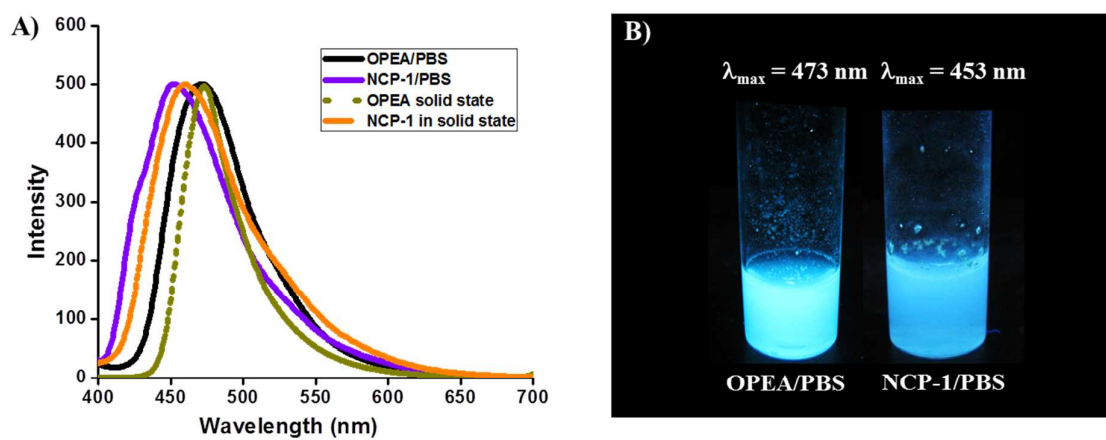 A)
600
500
400
300
200
100
0
Intensity
400 450 500 550 600 650 700
Wavelength (nm)
OPEA/PBS
NCP-1/PBS
OPEA solid state
NCP-1 in solid state
B)
λmax = 473 nm λmax = 453 nm
OPEA/PBS NCP-1/PBS